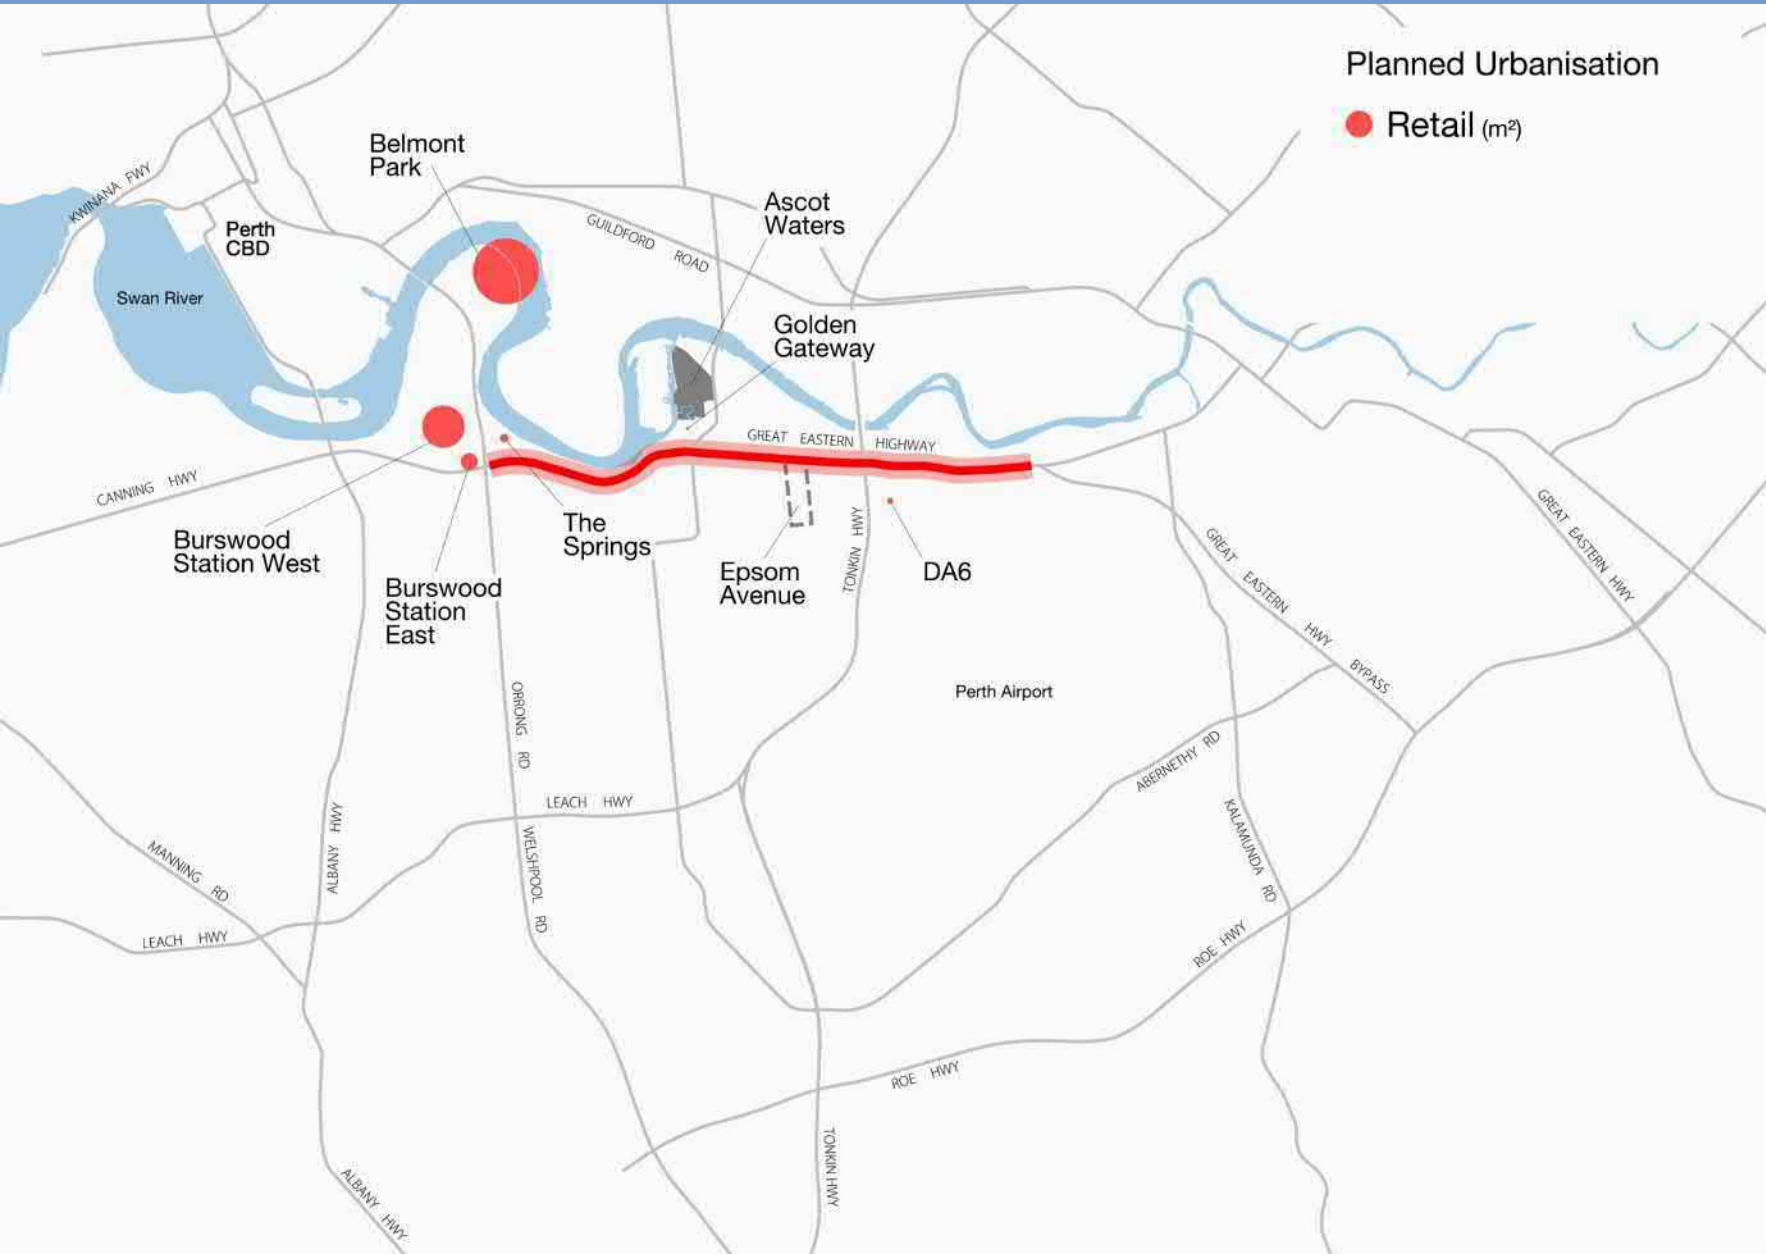 Planned Urbanisation
Retail (m²)
Belmont
Park
KWINANA FWY
Ascot
Waters
GUILDFORD ROAD
Perth
CBD
Swan River
Golden
Gateway
GREAT EASTERN HIGHWAY
CANNING HWY
The
Springs
Burswood
Station West
Burswood
Station
East
Epsom
Avenue
TONKIN HWY
DA6
GREAT EASTERN HWY BYPASS
GREAT EASTERN HWY
Perth Airport
ORRONG RD
ABERNETHY RD
LEACH HWY
ALBANY HWY
WELSHPOOL RD
KALAMUNDA RD
MANNING RD
LEACH HWY
ROE HWY
ROE HWY
TONKIN HWY
ALBANY HWY